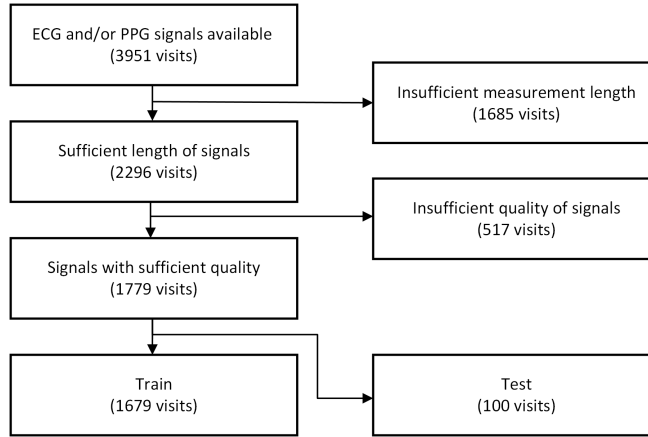 ECG and/or PPG signals available
(3951 visits)
Insufficient measurement length
(1685 visits)
Sufficient length of signals
(2296 visits)
Insufficient quality of signals
(517 visits)
Signals with sufficient quality
(1779 visits)
Train
(1679 visits)
Test
(100 visits)